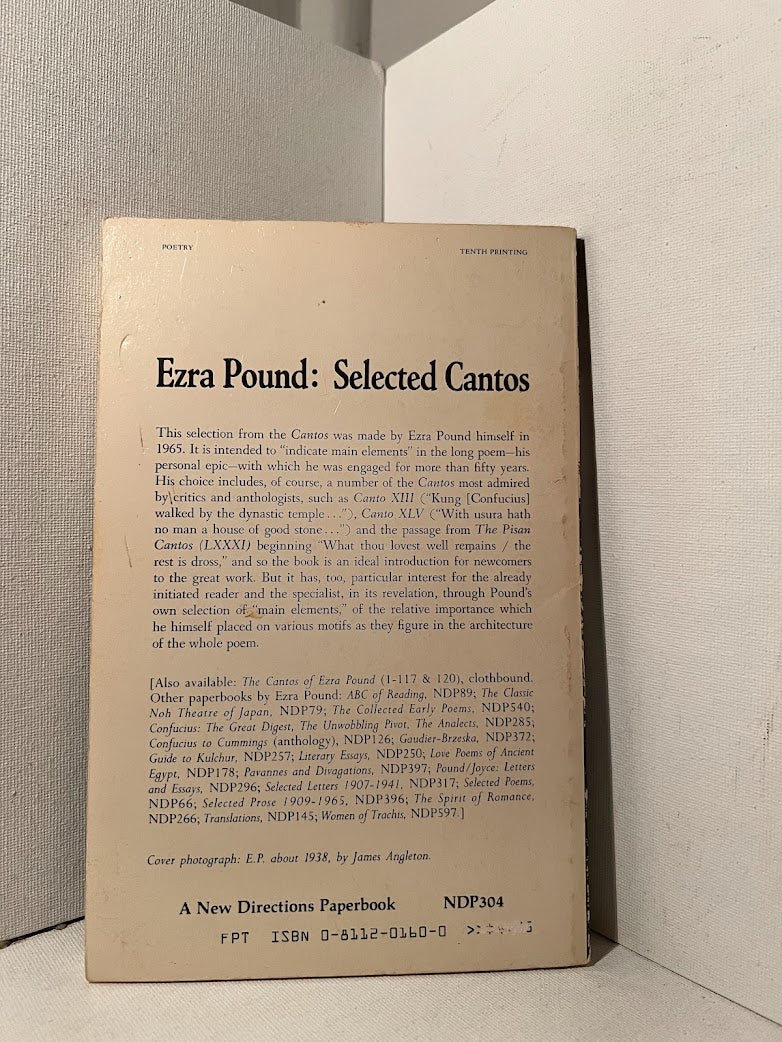 POETRY
TENTH PRINTING
Ezra Pound: Selected Cantos
This selection from the Cantos was made by Ezra Pound himself in
1965. It is intended to “indicate main elements” in the long poem—his
personal epic—with which he was engaged for more than fifty years.
His choice includes, of course, a number of the Cantos most admired
by critics and anthologists, such as Canto XIII (“Kung [Confucius]
walked by the dynastic temple...”), Canto XLV (“With usura hath
no man a house of good stone...”) and the passage from The Pisan
Cantos (LXXXI) beginning “What thou lovest well remains / the
rest is dross,” and so the book is an ideal introduction for newcomers
to the great work. But it has, too, particular interest for the already
initiated reader and the specialist, in its revelation, through Pound’s
own selection of “main elements,” of the relative importance which
he himself placed on various motifs as they figure in the architecture
of the whole poem.
[Also available: The Cantos of Ezra Pound (1-117 & 120), clothbound.
Other paperbooks by Ezra Pound: ABC of Reading, NDP89; The Classic
Noh Theatre of Japan, NDP79; The Collected Early Poems, NDP540;
Confucius: The Great Digest, The Unwobbling Pivot, The Analects, NDP285;
Confucius to Cummings (anthology), NDP126; Gaudier-Brzeska, NDP372;
Guide to Kulchur, NDP257; Literary Essays, NDP250; Love Poems of Ancient
Egypt, NDP178; Pavannes and Divagations, NDP397; Pound/Joyce: Letters
and Essays, NDP296; Selected Letters 1907-1941, NDP317; Selected Poems,
NDP66; Selected Prose 1909-1965, NDP396; The Spirit of Romance,
NDP266; Translations, NDP145; Women of Trachis, NDP597.]
Cover photograph: E.P. about 1938, by James Angleton.
A New Directions Paperbook NDP304
FPT ISBN 0-8112-0160-0